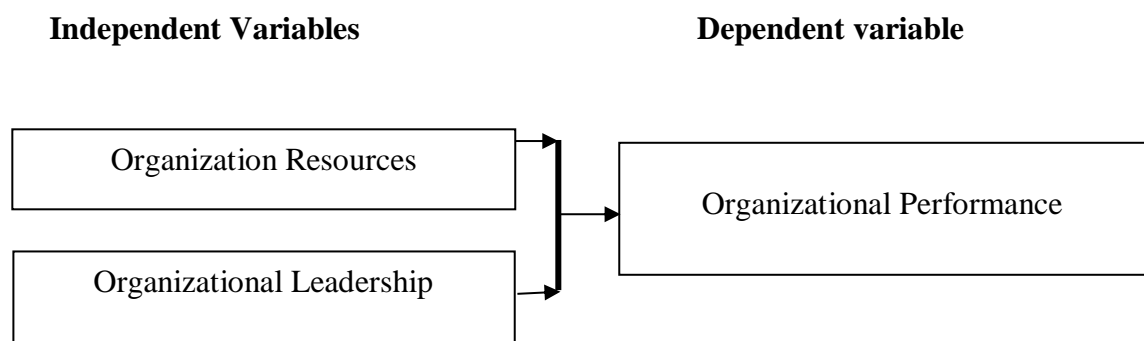 Independent Variables
Dependent variable
Organization Resources
Organizational Performance
Organizational Leadership